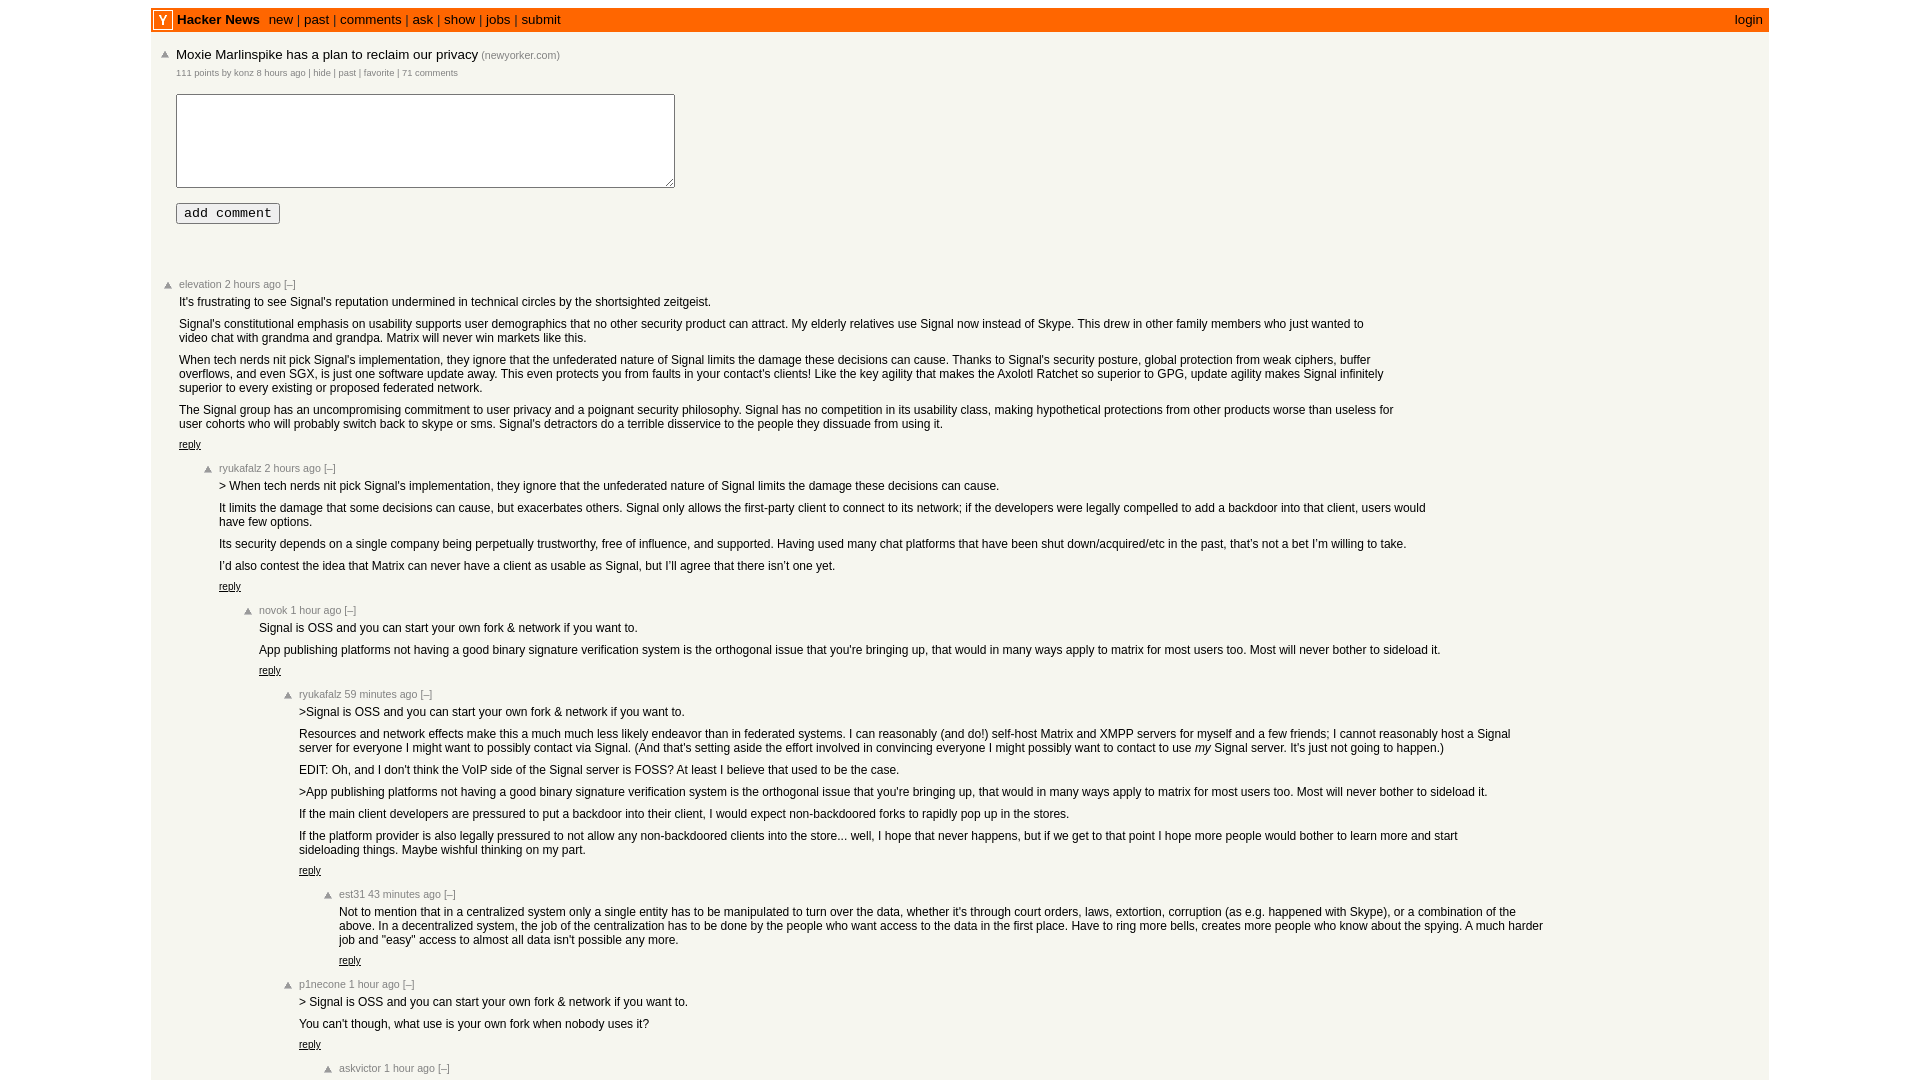 Y Hacker News new | past | comments | ask | show | jobs | submit login
Moxie Marlinspike has a plan to reclaim our privacy (newyorker.com)
111 points by konz 8 hours ago | hide | past | favorite | 71 comments
add comment
elevation 2 hours ago [–]
It's frustrating to see Signal's reputation undermined in technical circles by the shortsighted zeitgeist.
Signal's constitutional emphasis on usability supports user demographics that no other security product can attract. My elderly relatives use Signal now instead of Skype. This drew in other family members who just wanted to
video chat with grandma and grandpa. Matrix will never win markets like this.
When tech nerds nit pick Signal's implementation, they ignore that the unfederated nature of Signal limits the damage these decisions can cause. Thanks to Signal's security posture, global protection from weak ciphers, buffer
overflows, and even SGX, is just one software update away. This even protects you from faults in your contact's clients! Like the key agility that makes the Axolotl Ratchet so superior to GPG, update agility makes Signal infinitely
superior to every existing or proposed federated network.
The Signal group has an uncompromising commitment to user privacy and a poignant security philosophy. Signal has no competition in its usability class, making hypothetical protections from other products worse than useless for
user cohorts who will probably switch back to skype or sms. Signal's detractors do a terrible disservice to the people they dissuade from using it.
reply
ryukafalz 2 hours ago [–]
> When tech nerds nit pick Signal's implementation, they ignore that the unfederated nature of Signal limits the damage these decisions can cause.
It limits the damage that some decisions can cause, but exacerbates others. Signal only allows the first-party client to connect to its network; if the developers were legally compelled to add a backdoor into that client, users would
have few options.
Its security depends on a single company being perpetually trustworthy, free of influence, and supported. Having used many chat platforms that have been shut down/acquired/etc in the past, that’s not a bet I’m willing to take.
I’d also contest the idea that Matrix can never have a client as usable as Signal, but I’ll agree that there isn’t one yet.
reply
novok 1 hour ago [–]
Signal is OSS and you can start your own fork & network if you want to.
App publishing platforms not having a good binary signature verification system is the orthogonal issue that you're bringing up, that would in many ways apply to matrix for most users too. Most will never bother to sideload it.
reply
ryukafalz 59 minutes ago [–]
>Signal is OSS and you can start your own fork & network if you want to.
Resources and network effects make this a much much less likely endeavor than in federated systems. I can reasonably (and do!) self-host Matrix and XMPP servers for myself and a few friends; I cannot reasonably host a Signal
server for everyone I might want to possibly contact via Signal. (And that's setting aside the effort involved in convincing everyone I might possibly want to contact to use my Signal server. It's just not going to happen.)
EDIT: Oh, and I don't think the VoIP side of the Signal server is FOSS? At least I believe that used to be the case.
>App publishing platforms not having a good binary signature verification system is the orthogonal issue that you're bringing up, that would in many ways apply to matrix for most users too. Most will never bother to sideload it.
If the main client developers are pressured to put a backdoor into their client, I would expect non-backdoored forks to rapidly pop up in the stores.
If the platform provider is also legally pressured to not allow any non-backdoored clients into the store... well, I hope that never happens, but if we get to that point I hope more people would bother to learn more and start
sideloading things. Maybe wishful thinking on my part.
reply
est31 43 minutes ago [–]
Not to mention that in a centralized system only a single entity has to be manipulated to turn over the data, whether it's through court orders, laws, extortion, corruption (as e.g. happened with Skype), or a combination of the
above. In a decentralized system, the job of the centralization has to be done by the people who want access to the data in the first place. Have to ring more bells, creates more people who know about the spying. A much harder
job and "easy" access to almost all data isn't possible any more.
reply
p1necone 1 hour ago [–]
> Signal is OSS and you can start your own fork & network if you want to.
You can't though, what use is your own fork when nobody uses it?
reply
askvictor 1 hour ago [–]